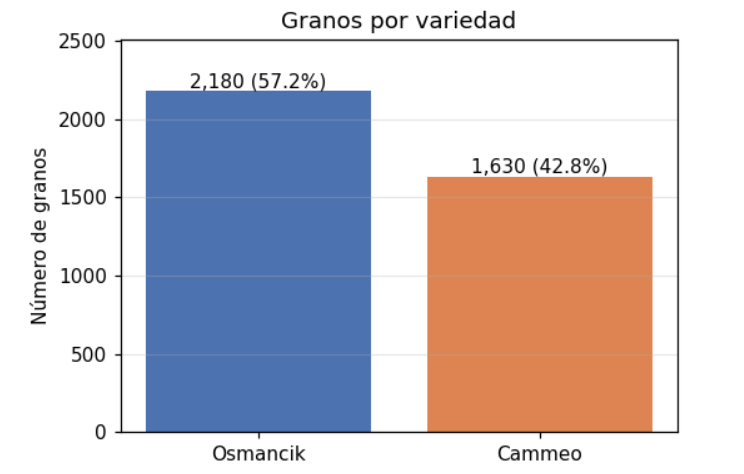 Granos por variedad
2500
2000
1500
1000
500
0
Número de granos
2,180 (57.2%)
1,630 (42.8%)
Osmancik
Cammeo